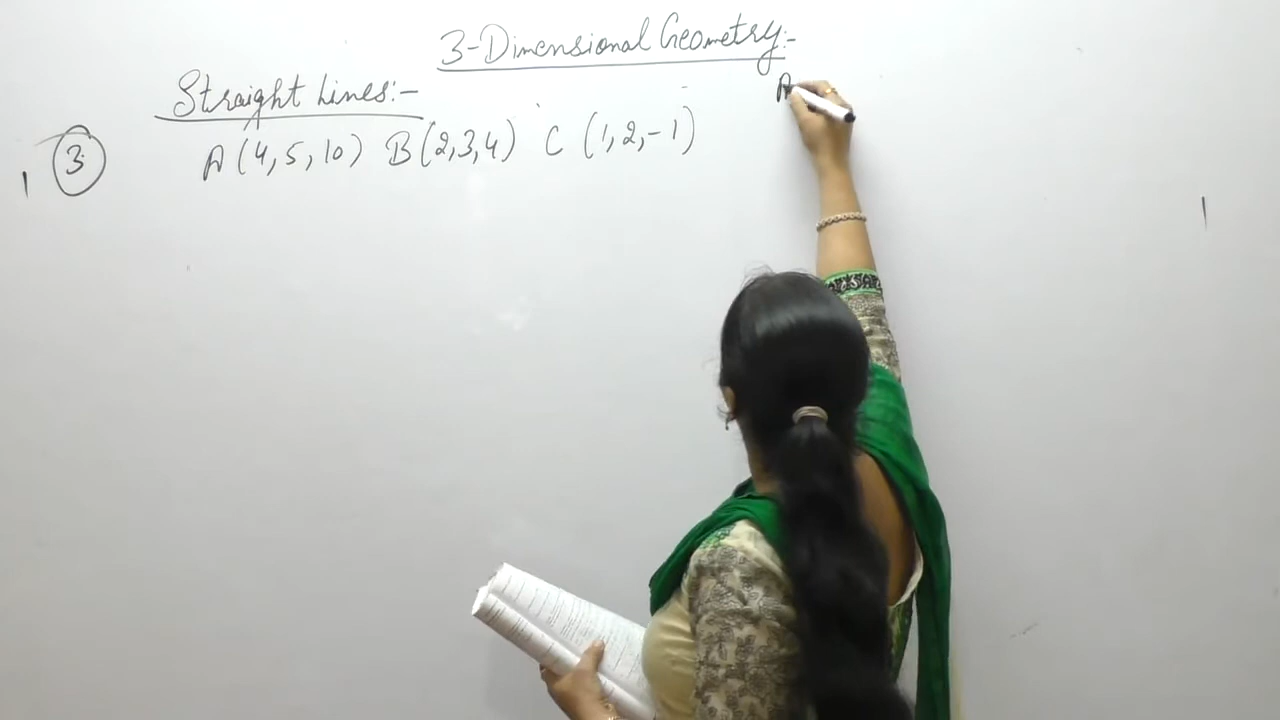 3-Dimensional Geometry:-
Straight Lines:-
3 A (4,5,10) B (2,3,4) C (1,2,-1) A